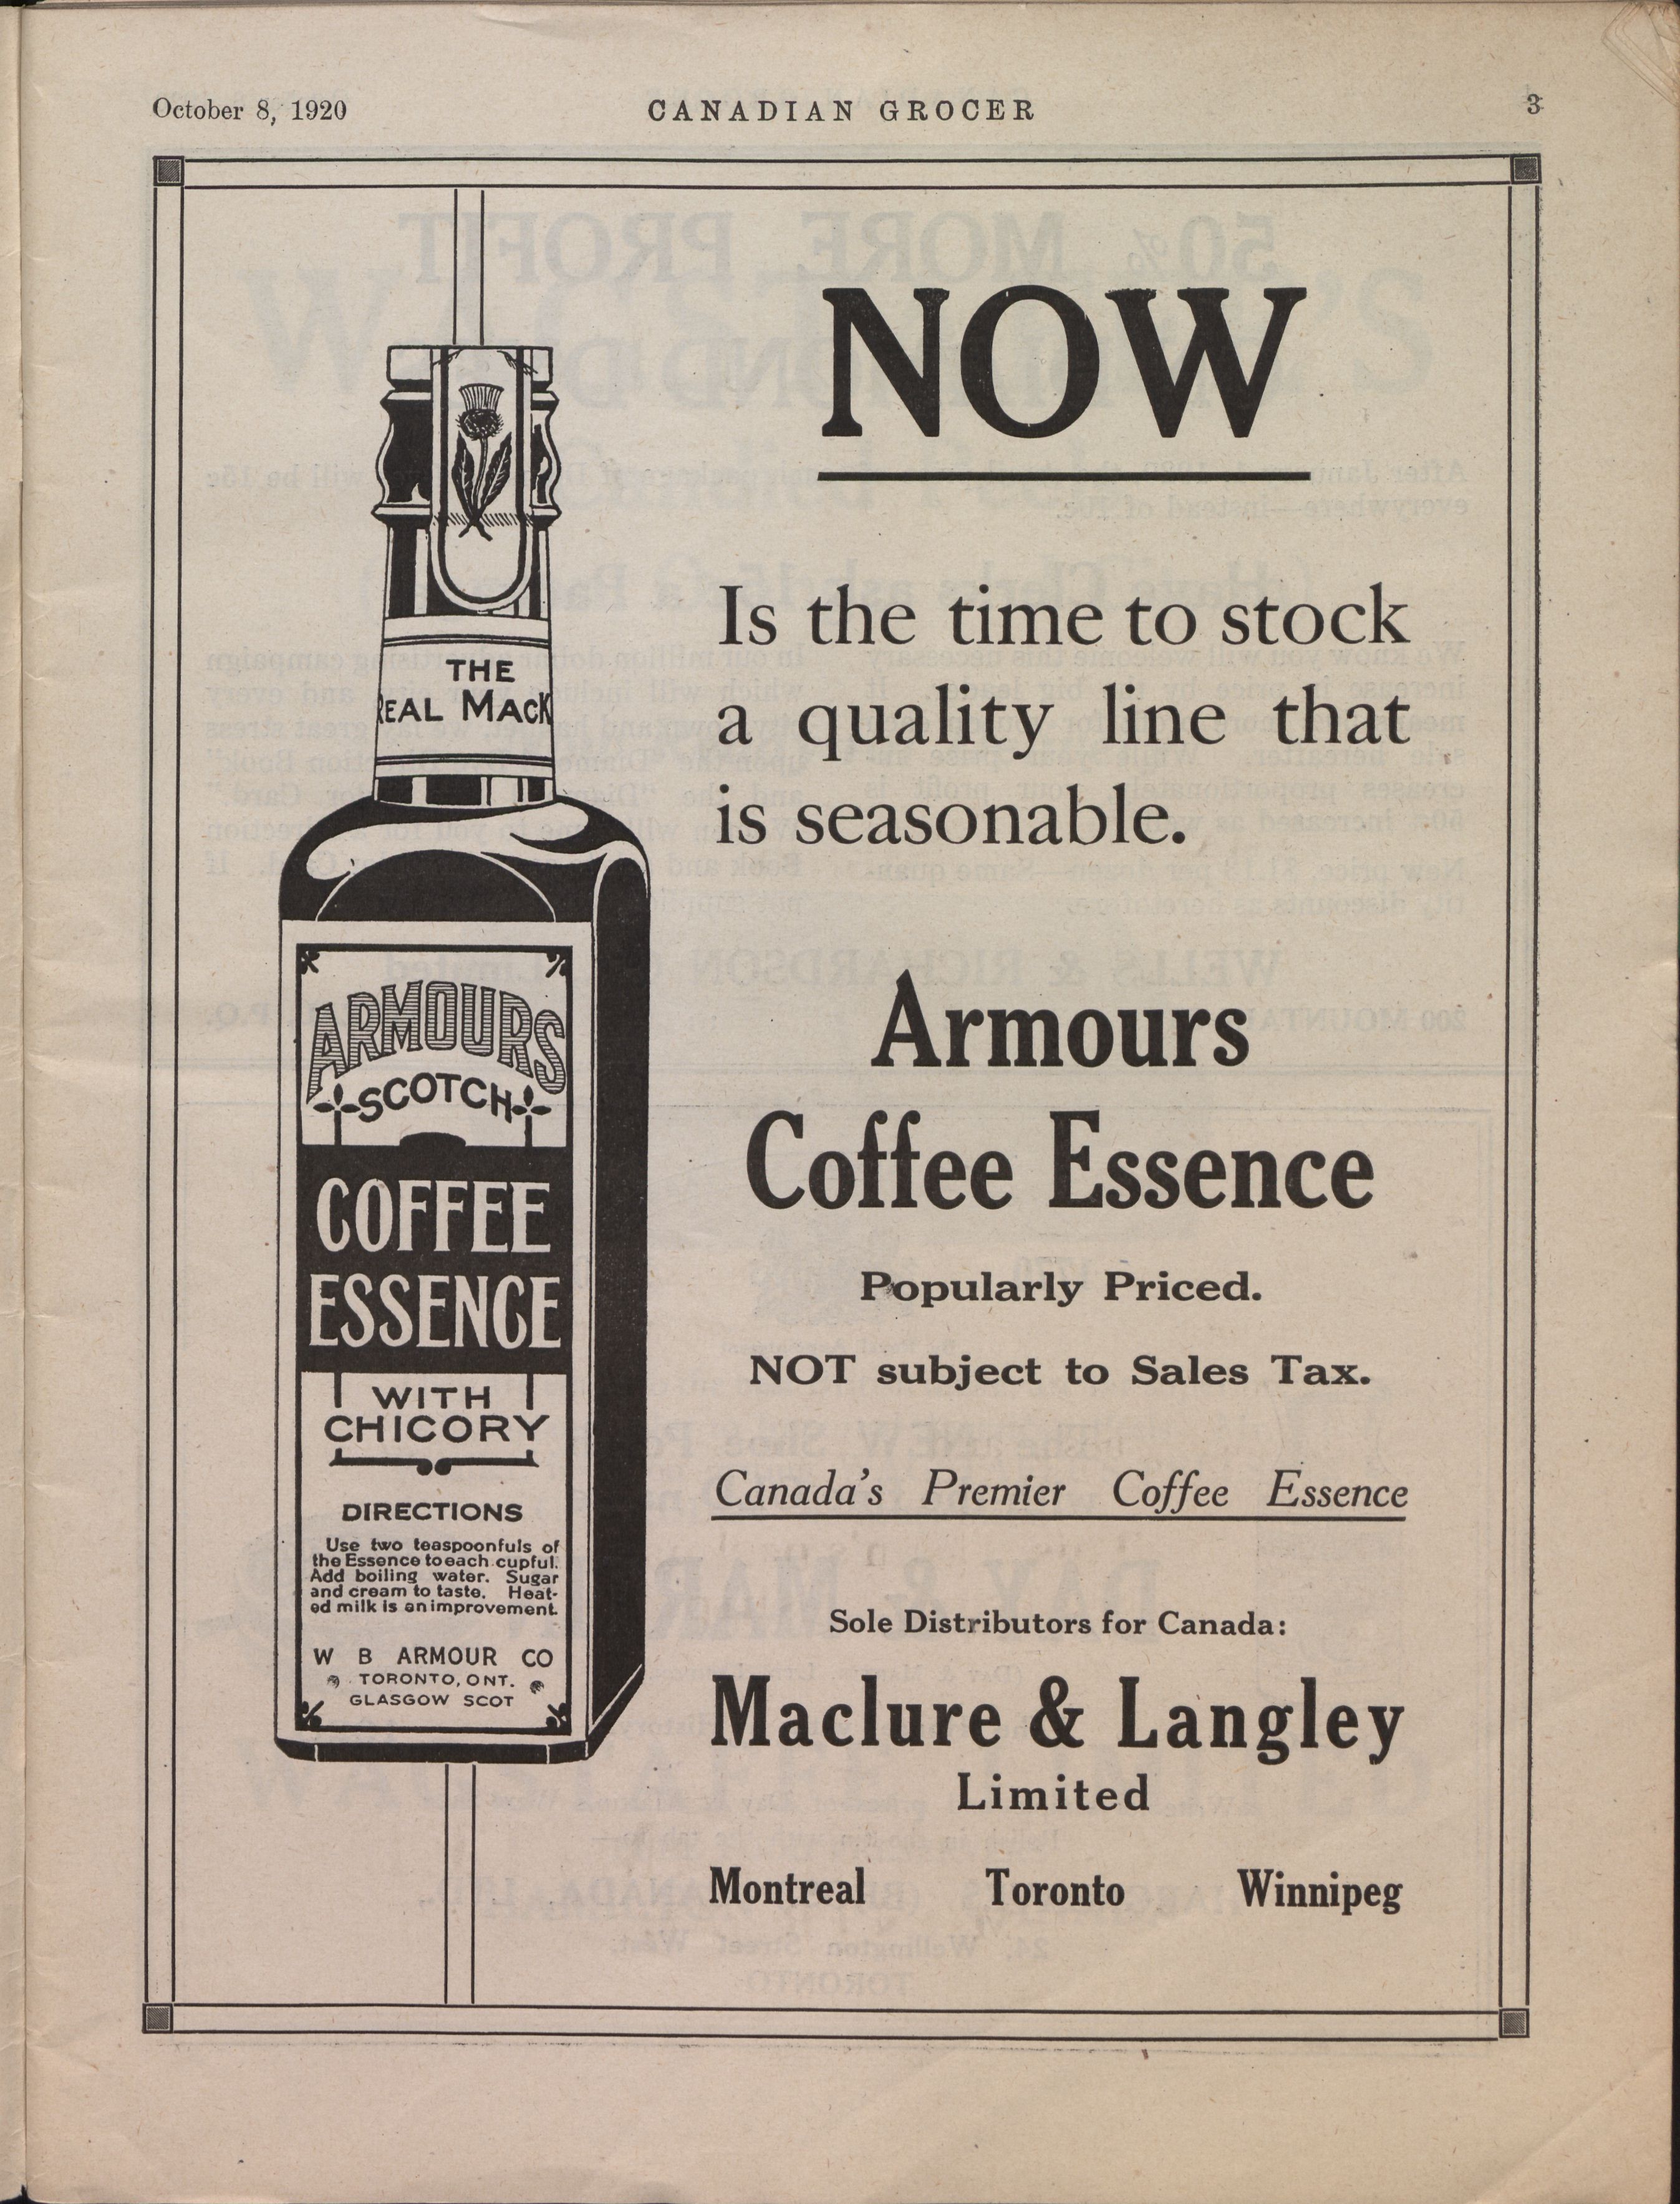 October 8, 1920
CANADIAN GROCER
3
NOW
Is the time to stock
a quality line that
is seasonable.
Armours
Coffee Essence
Popularly Priced.
NOT subject to Sales Tax.
Canada's Premier Coffee Essence
Sole Distributors for Canada:
Maclure & Langley
Limited
Montreal Toronto Winnipeg
THE
REAL MACK
ARMOURS
SCOTCH
COFFEE
ESSENCE
WITH
CHICORY
DIRECTIONS
Use two teaspoonfuls of
the Essence to each cupful.
Add boiling water. Sugar
and cream to taste. Heat-
ed milk is an improvement.
W B ARMOUR CO
TORONTO, ONT.
GLASGOW SCOT